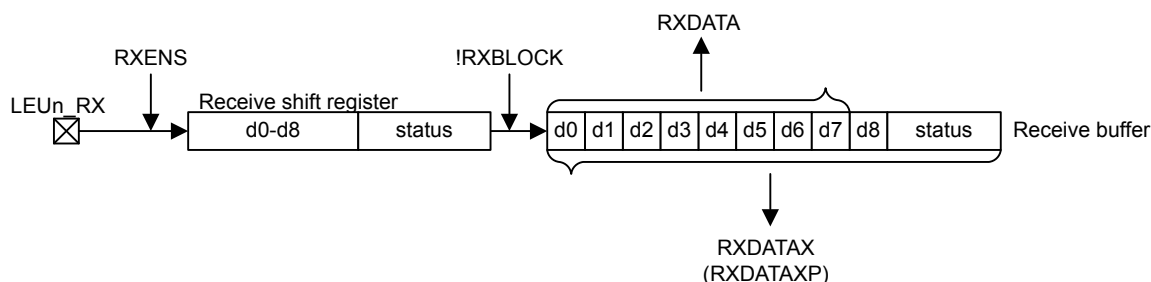 RXDATA
RXENS
!RXBLOCK
LEUn_RX
Receive shift register
d0-d8 status
d0 d1 d2 d3 d4 d5 d6 d7 d8 status
Receive buffer
RXDATAX
(RXDATAXP)